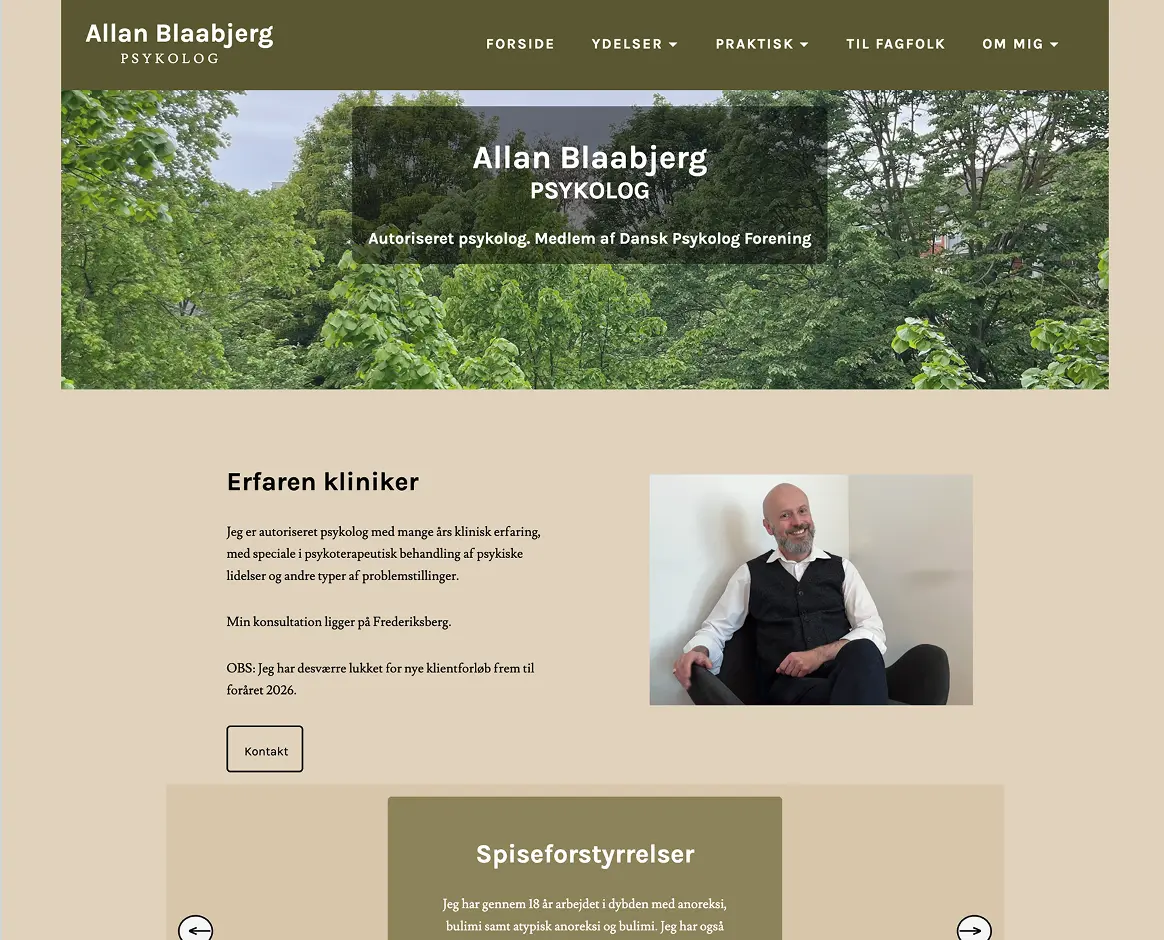 Allan Blaabjerg
PSYKOLOG
FORSIDE YDELSER PRAKTISK TIL FAGFOLK OM MIG
Allan Blaabjerg
PSYKOLOG
Autoriseret psykolog. Medlem af Dansk Psykolog Forening
Erfaren kliniker
Jeg er autoriseret psykolog med mange års klinisk erfaring,
med speciale i psykoterapeutisk behandling af psykiske
lidelser og andre typer af problemstillinger.
Min konsultation ligger på Frederiksberg.
OBS: Jeg har desværre lukket for nye klientforløb frem til
foråret 2026.
Kontakt
Spiseforstyrrelser
Jeg har gennem 18 år arbejdet i dybden med anoreksi,
bulimi samt atypisk anoreksi og bulimi. Jeg har også